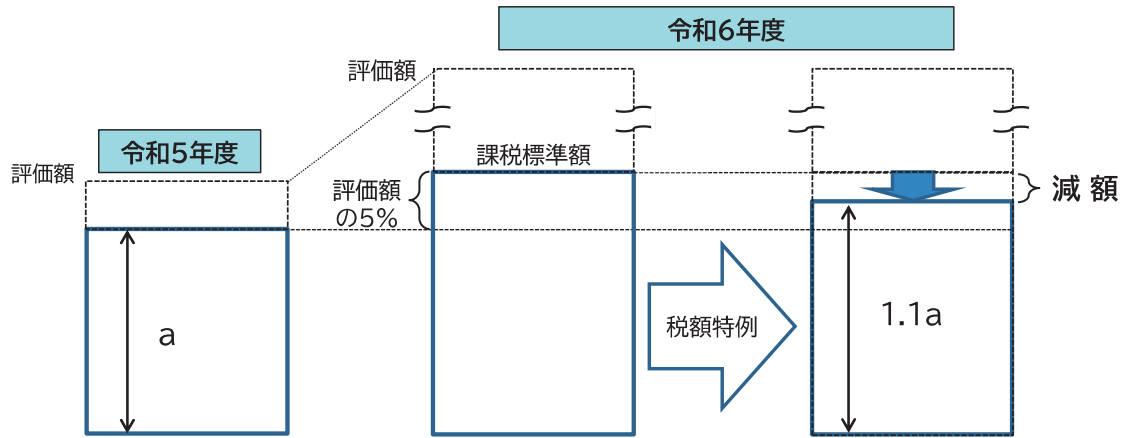 令和6年度
評価額
令和5年度
評価額
課税標準額
評価額
の5%
減額
a
税額特例
1.1a